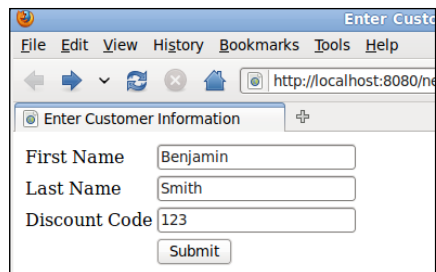 Enter Custo
File Edit View History Bookmarks Tools Help
http://localhost:8080/ne
Enter Customer Information
First Name Benjamin
Last Name Smith
Discount Code 123
Submit